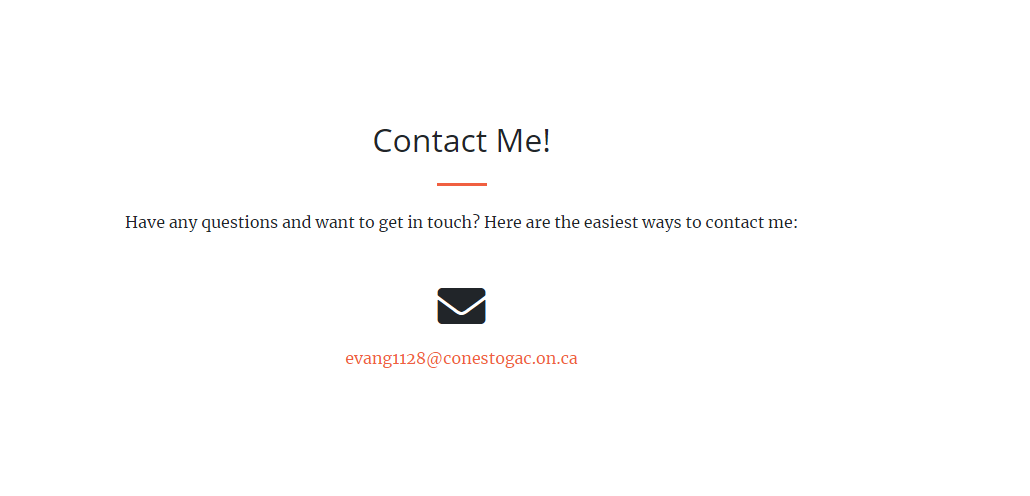 Contact Me!
Have any questions and want to get in touch? Here are the easiest ways to contact me:
evang1128@conestogac.on.ca